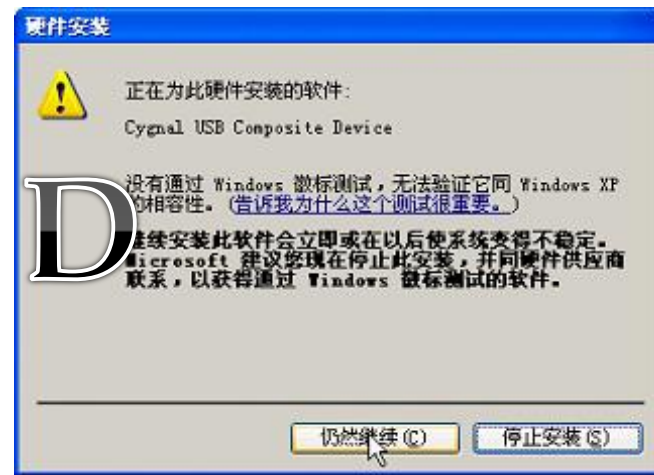 硬件安装
正在为此硬件安装的软件:
Cygnal USB Composite Device
没有通过 Windows 徽标测试，无法验证它同 Windows XP
的相容性。(告诉我为什么这个测试很重要。)
D
继续安装此软件会立即或在以后使系统变得不稳定。
Microsoft 建议您现在停止此安装，并同硬件供应商
联系，以获得通过 Windows 徽标测试的软件。
仍然继续(C) 停止安装(S)